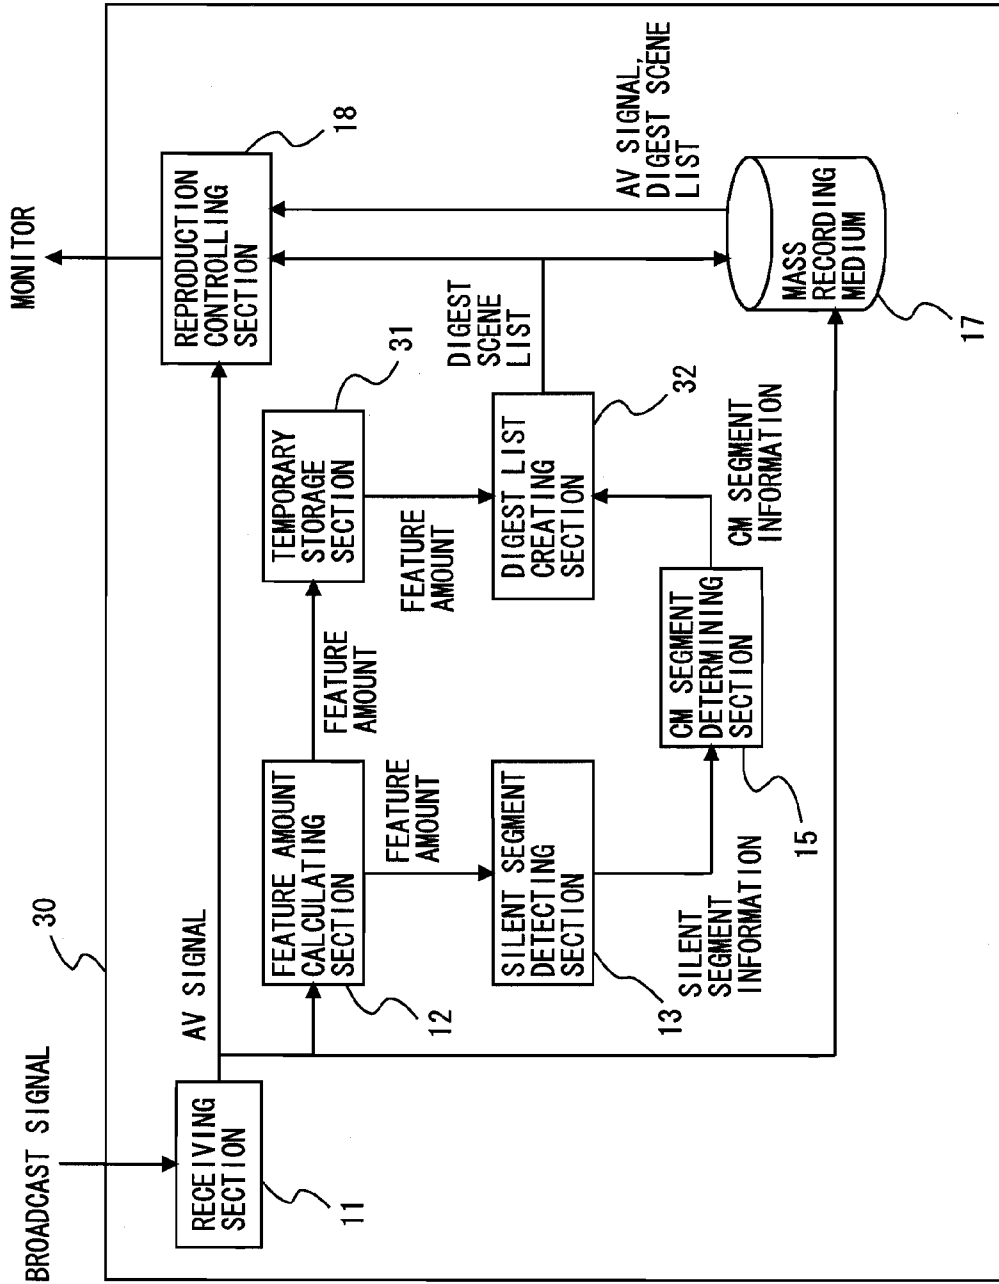 BROADCAST SIGNAL
30
MONITOR
RECEIVING
SECTION
11
AV SIGNAL
REPRODUCTION
CONTROLLING
SECTION
18
FEATURE AMOUNT
CALCULATING
SECTION
12
FEATURE
AMOUNT
TEMPORARY
STORAGE
SECTION
31
FEATURE
AMOUNT
FEATURE
AMOUNT
SILENT SEGMENT
DETECTING
SECTION
13
DIGEST LIST
CREATING
SECTION
32
DIGEST
SCENE
LIST
AV SIGNAL,
DIGEST SCENE
LIST
SILENT
SEGMENT
INFORMATION
CM SEGMENT
DETERMINING
SECTION
15
CM SEGMENT
INFORMATION
MASS
RECORDING
MEDIUM
17